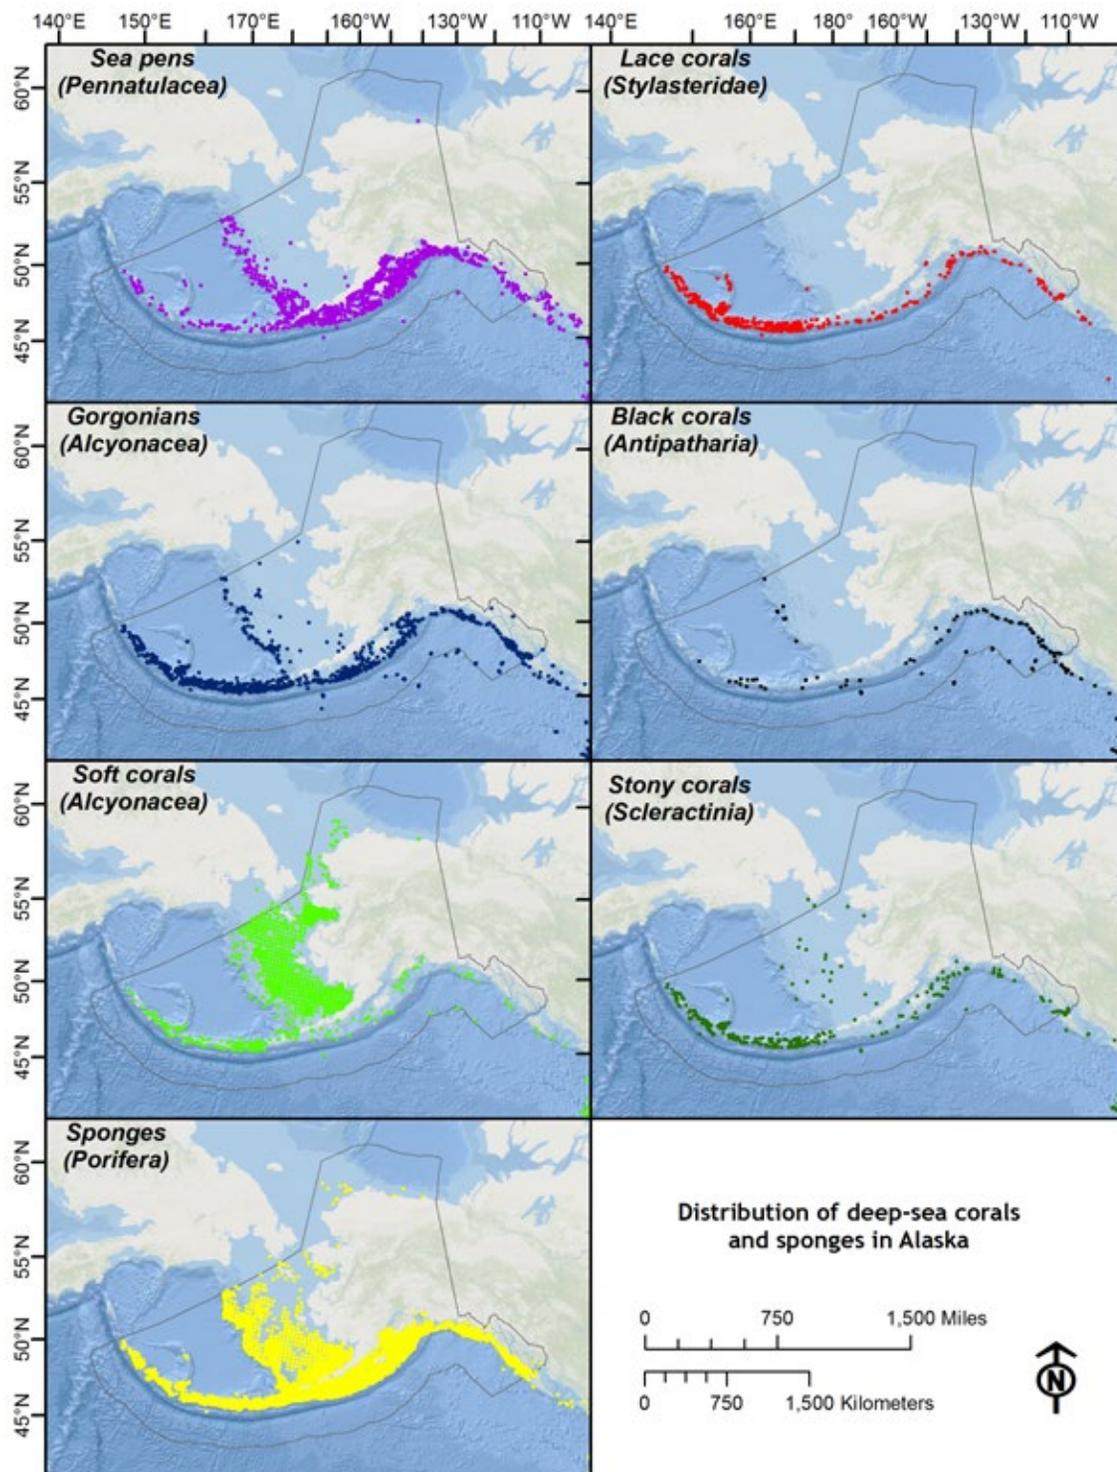 140°E 150°E 170°E 160°W 140°W 130°W 110°W 140°E 160°W 180° 140°W 130°W 110°W
Sea pens
(Pennatulacea)
Lace corals
(Stylasteridae)
60°N
55°N
50°N
45°N
Gorgonians
(Alcyonacea)
Black corals
(Antipatharia)
60°N
55°N
50°N
45°N
Soft corals
(Alcyonacea)
Stony corals
(Scleractinia)
60°N
55°N
50°N
45°N
Sponges
(Porifera)
60°N
55°N
50°N
45°N
Distribution of deep-sea corals
and sponges in Alaska
0 750 1,500 Miles
0 750 1,500 Kilometers
N